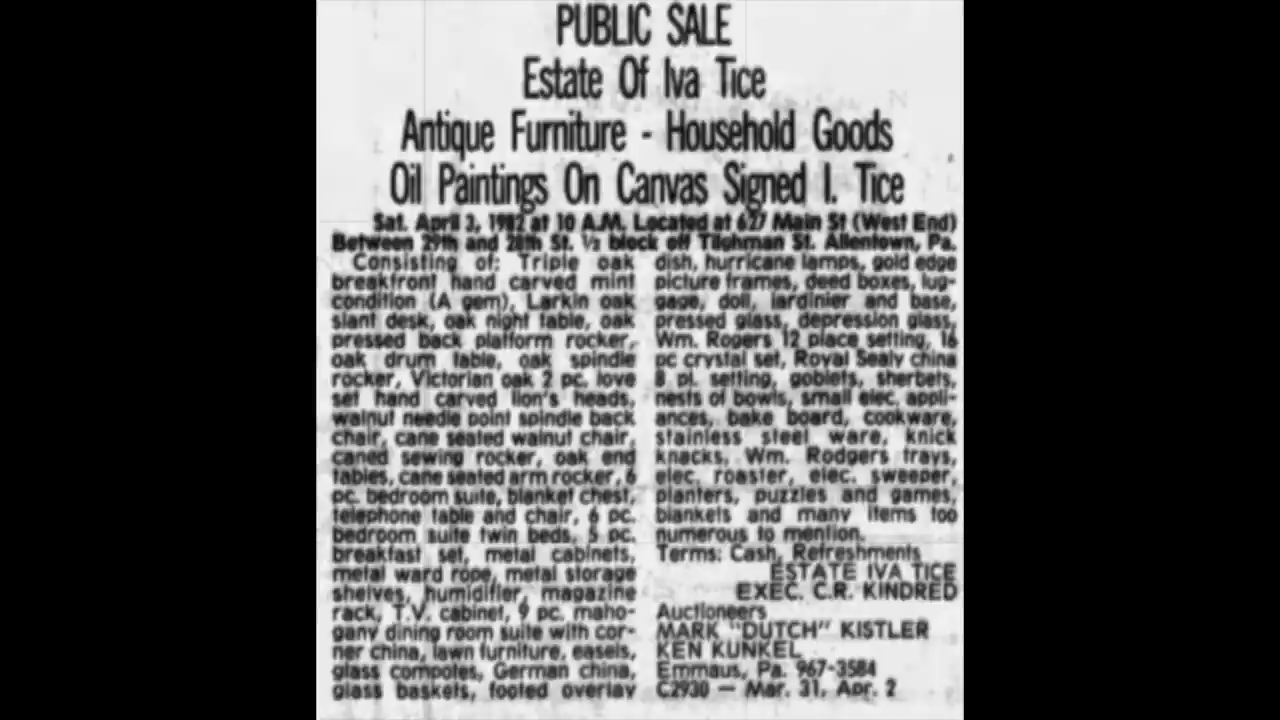 PUBLIC SALE
Estate Of Iva Tice
Antique Furniture - Household Goods
Oil Paintings On Canvas Signed I. Tice
Sat. April 3, 1982 at 10 A.M. Located at 627 Main St (West End)
Between 29th and 28th St. ½ block off Tilghman St. Allentown, Pa.
Consisting of: Triple oak
breakfront hand carved mint
condition (A gem), Larkin oak
slant desk, oak night table, oak
pressed back platform rocker,
oak drum table, oak spindle
rocker, Victorian oak 2 pc. love
set hand carved lion's heads,
walnut needle point spindle back
chair, cane seated walnut chair,
caned sewing rocker, oak end
tables, cane seated arm rocker, 6
pc. bedroom suite, blanket chest,
telephone table and chair, 6 pc.
bedroom suite twin beds, 5 pc.
breakfast set, metal cabinets,
metal ward rope, metal storage
shelves, humidifier, magazine
rack, T.V. cabinet, 9 pc. maho-
gany dining room suite with cor-
ner china, lawn furniture, easels,
glass compotes, German china,
glass baskets, footed overlay
dish, hurricane lamps, gold edge
picture frames, deed boxes, lug-
gage, doll, jardinier and base,
pressed glass, depression glass,
Wm. Rogers 12 place setting, 16
pc crystal set, Royal Sealy china
8 pl. setting, goblets, sherbets,
nests of bowls, small elec. appli-
ances, bake board, cookware,
stainless steel ware, knick
knacks, Wm. Rodgers trays,
elec. roaster, elec. sweeper,
planters, puzzles and games,
blankets and many items too
numerous to mention.
Terms: Cash, Refreshments
ESTATE IVA TICE
EXEC. C.R. KINDRED
Auctioneers
MARK "DUTCH" KISTLER
KEN KUNKEL
Emmaus, Pa. 967-3584
C2930 — Mar. 31, Apr. 2